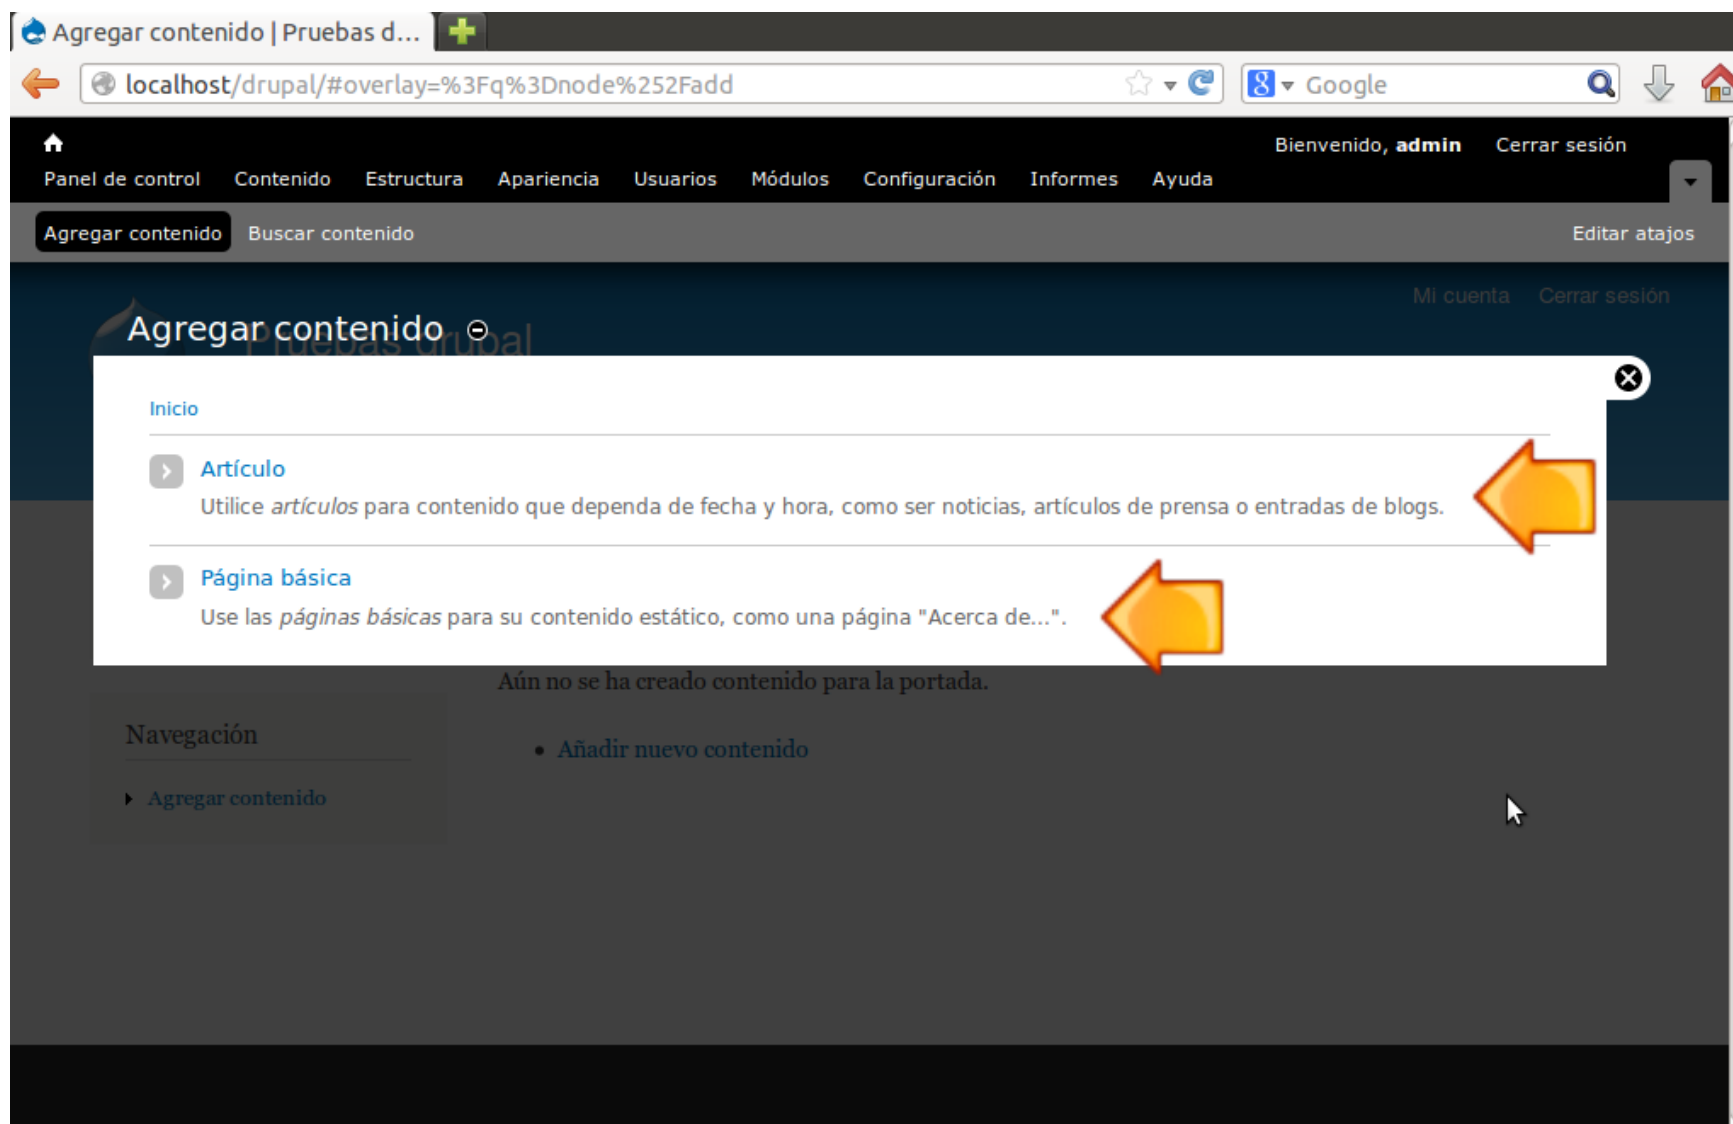 Agregar contenido | Pruebas d...
localhost/drupal/#overlay=%3Fq%3Dnode%252Fadd
Google
Bienvenido, admin Cerrar sesión
Panel de control Contenido Estructura Apariencia Usuarios Módulos Configuración Informes Ayuda
Agregar contenido Buscar contenido Editar atajos
Mi cuenta Cerrar sesión
Pruebas drupal
Agregar contenido
Inicio
Artículo
Utilice artículos para contenido que dependa de fecha y hora, como ser noticias, artículos de prensa o entradas de blogs.
Página básica
Use las páginas básicas para su contenido estático, como una página "Acerca de...".
Aún no se ha creado contenido para la portada.
Navegación
Añadir nuevo contenido
Agregar contenido